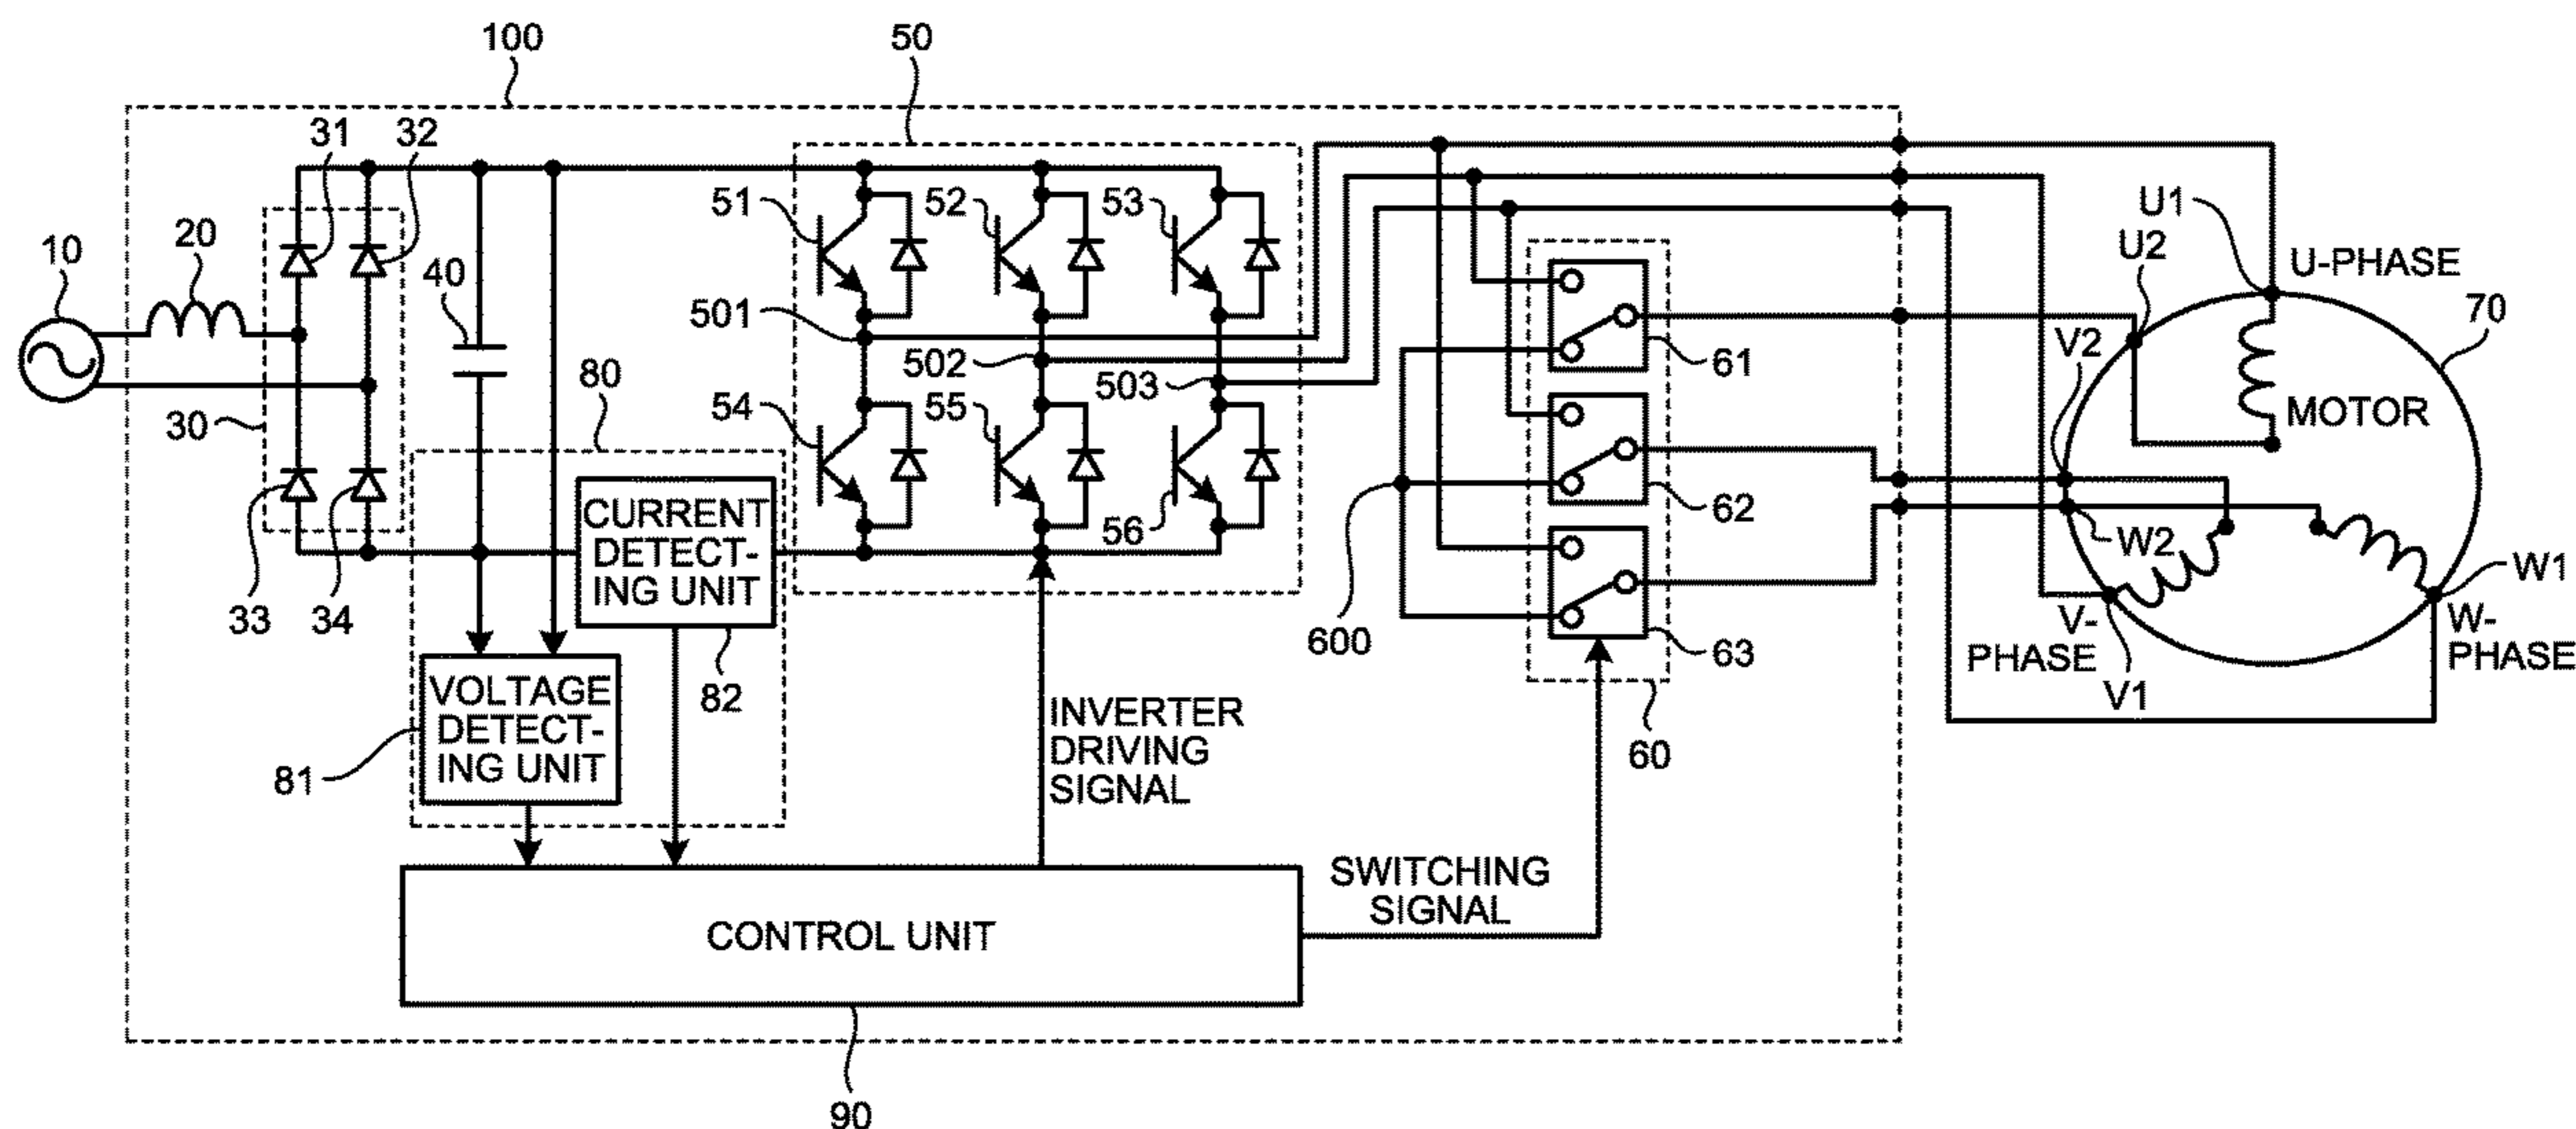 100
50
31
32
10
20
40
30
33
34
80
51
52
53
501
502
503
54
55
56
CURRENT
DETECT-
ING UNIT
82
VOLTAGE
DETECT-
ING UNIT
81
INVERTER
DRIVING
SIGNAL
CONTROL UNIT
90
SWITCHING
SIGNAL
600
61
62
63
60
U1
U2
U-PHASE
70
V2
MOTOR
W2
W1
V-
PHASE
V1
W-
PHASE